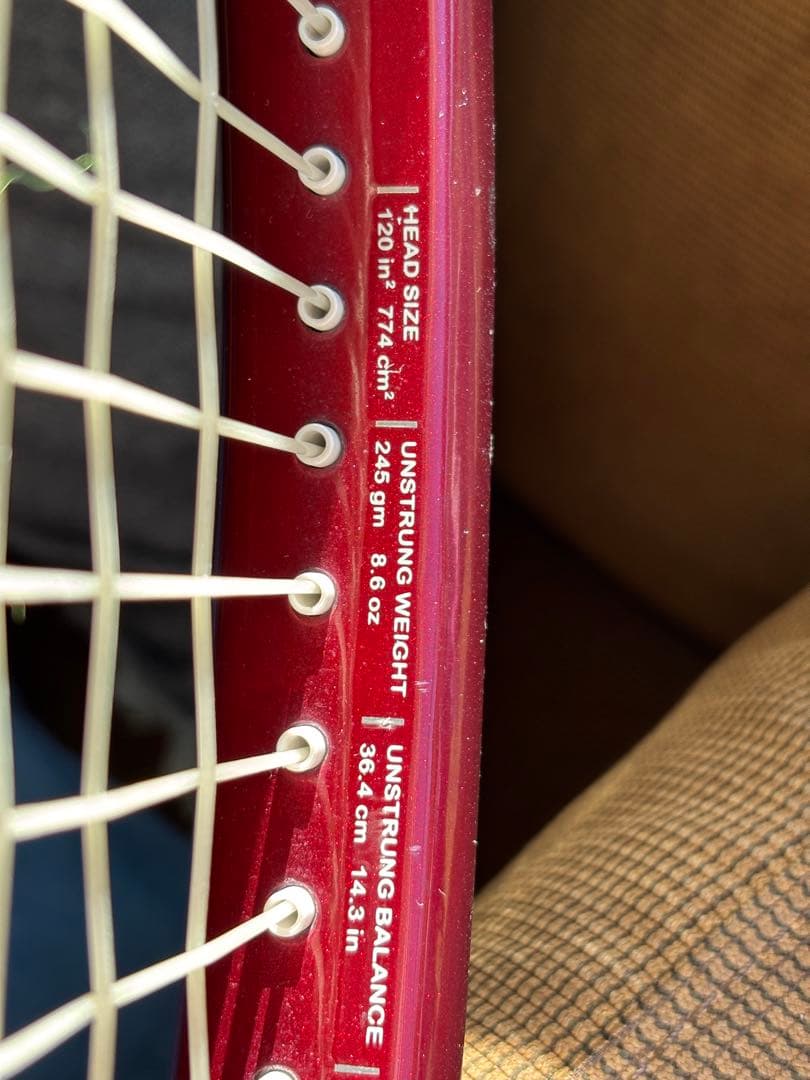 HEAD SIZE
120 in² 774 cm²
UNSTRUNG WEIGHT
245 gm 8.6 oz
UNSTRUNG BALANCE
36.4 cm 14.3 in